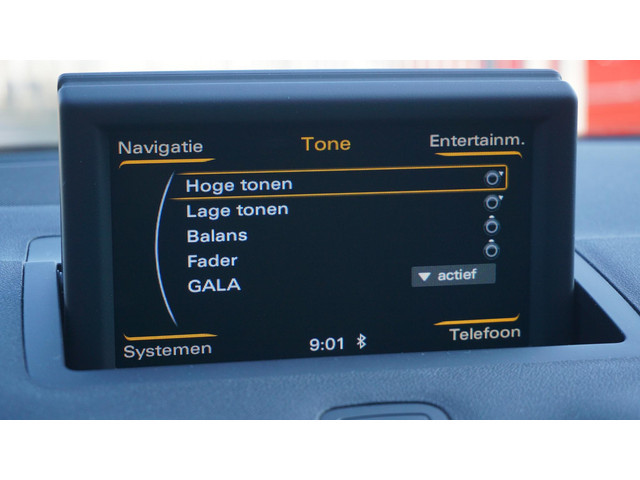 Navigatie Tone Entertainm.
Hoge tonen
Lage tonen
Balans
Fader
GALA actief
Systemen 9:01 Telefoon